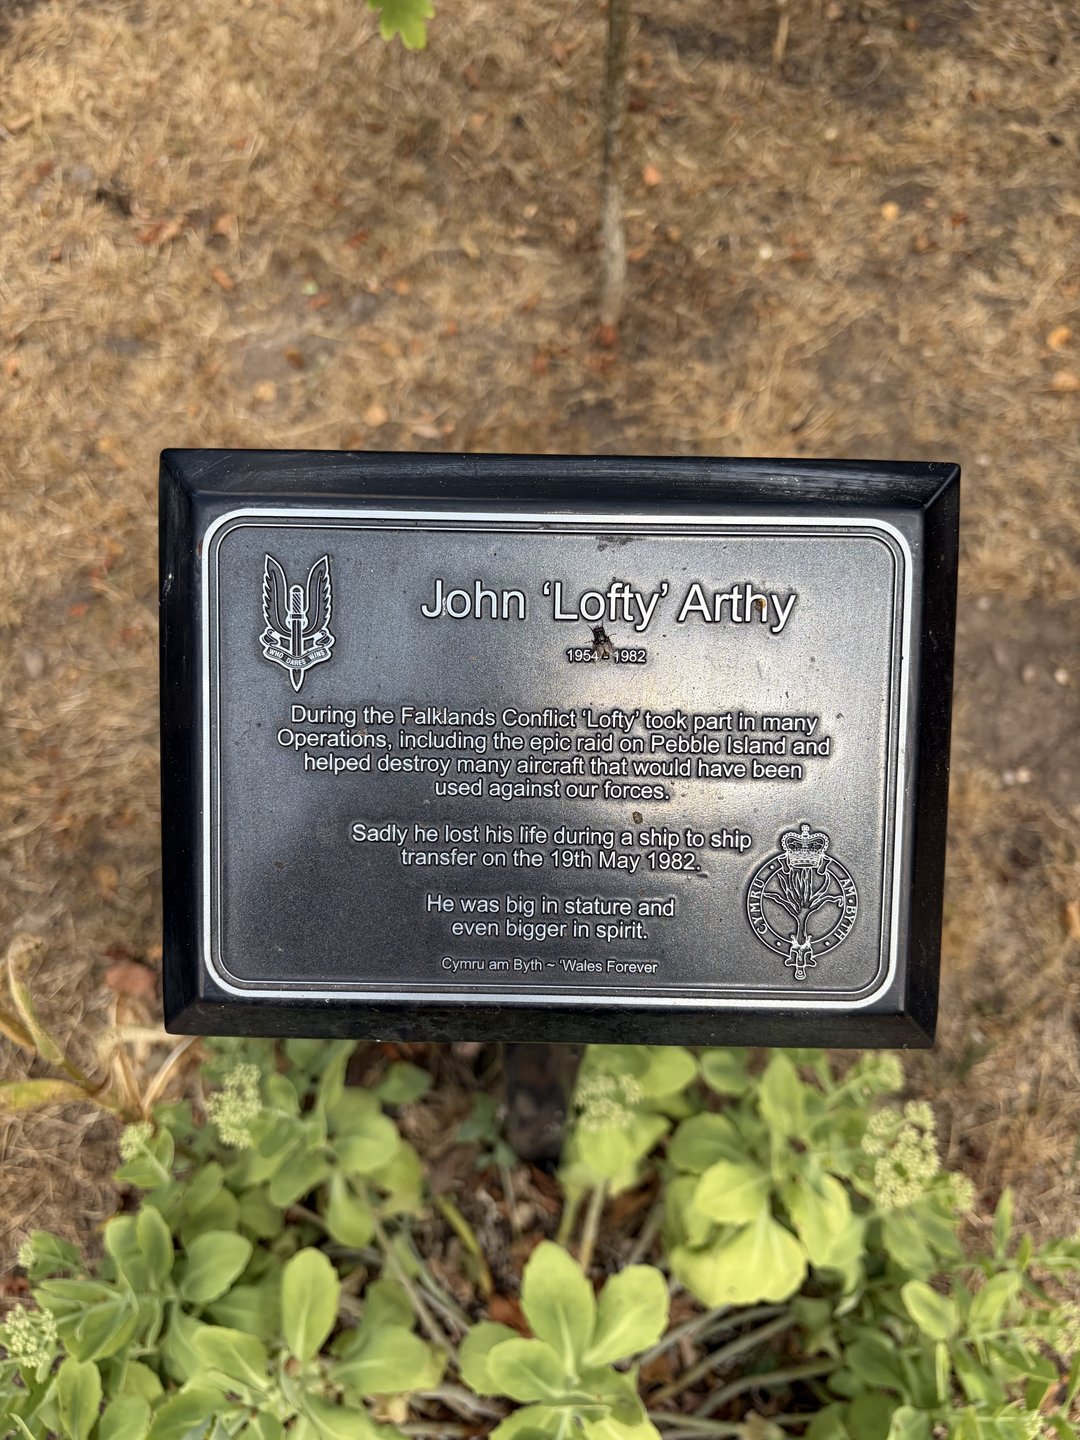 WHO DARES WINS
John ‘Lofty’ Arthy
1954 - 1982
During the Falklands Conflict ‘Lofty’ took part in many
Operations, including the epic raid on Pebble Island and
helped destroy many aircraft that would have been
used against our forces.
Sadly he lost his life during a ship to ship
transfer on the 19th May 1982.
He was big in stature and
even bigger in spirit.
Cymru am Byth ~ ‘Wales Forever
CYMRU · AM · BYTH